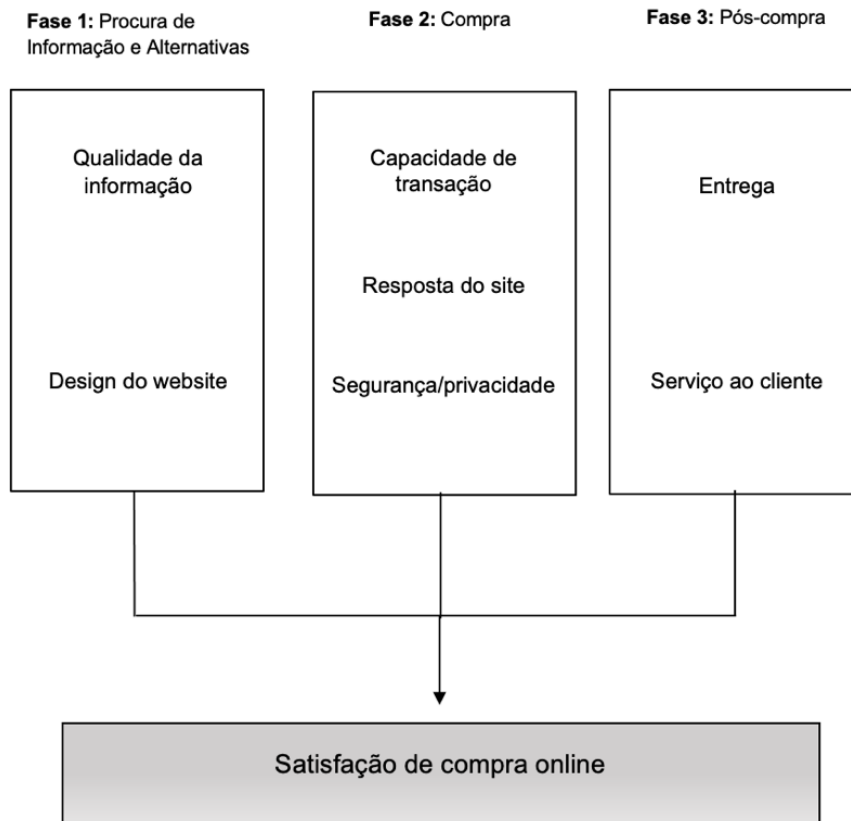 Fase 1: Procura de
Informação e Alternativas
Fase 2: Compra
Fase 3: Pós-compra
Qualidade da
informação
Design do website
Capacidade de
transação
Resposta do site
Segurança/privacidade
Entrega
Serviço ao cliente
Satisfação de compra online